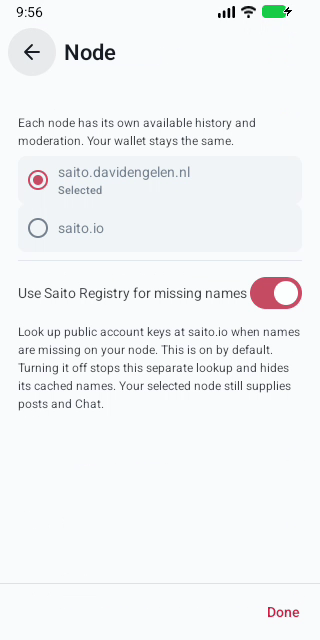 9:56
Node
Each node has its own available history and
moderation. Your wallet stays the same.
saito.davidengelen.nl
Selected
saito.io
Use Saito Registry for missing names
Look up public account keys at saito.io when names
are missing on your node. This is on by default.
Turning it off stops this separate lookup and hides
its cached names. Your selected node still supplies
posts and Chat.
Done